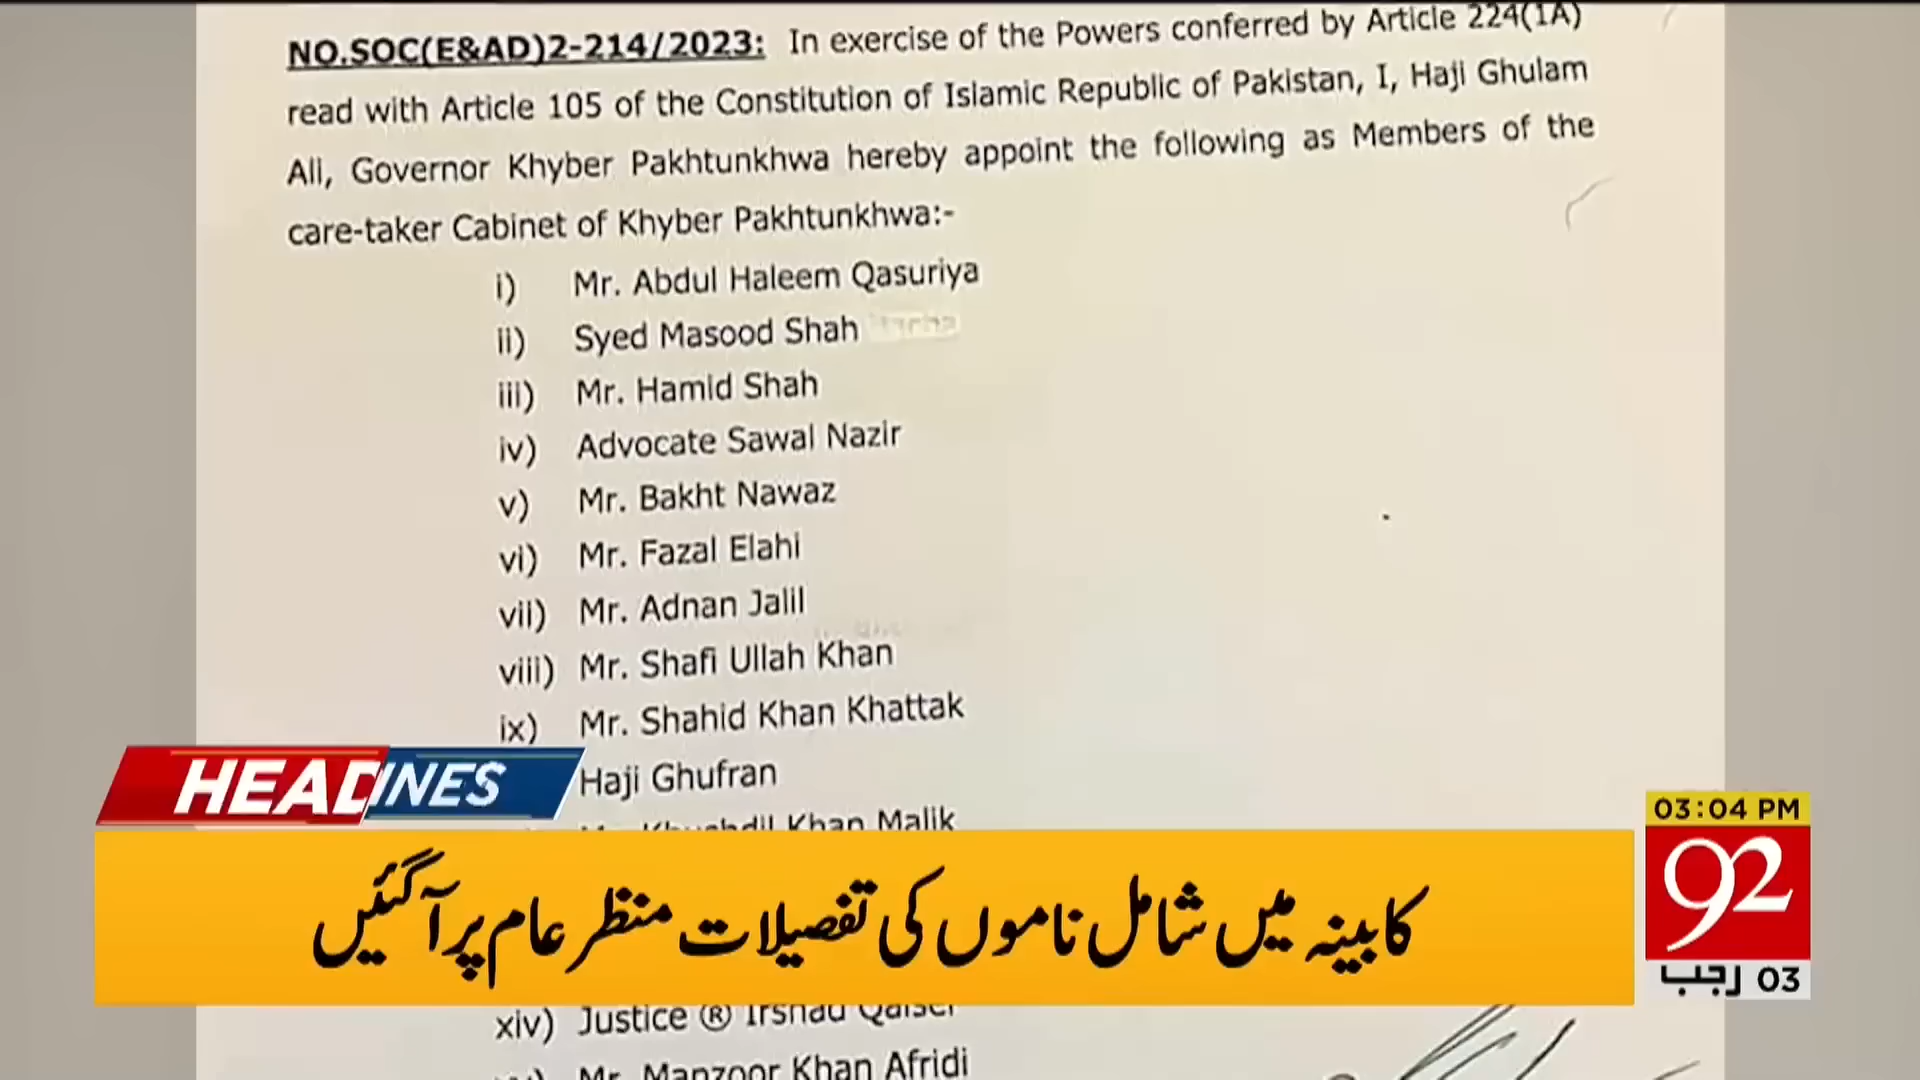 NO.SOC(E&AD)2-214/2023: In exercise of the Powers conferred by Article 224(1A)
read with Article 105 of the Constitution of Islamic Republic of Pakistan, I, Haji Ghulam
Ali, Governor Khyber Pakhtunkhwa hereby appoint the following as Members of the
care-taker Cabinet of Khyber Pakhtunkhwa:-
i) Mr. Abdul Haleem Qasuriya
ii) Syed Masood Shah
iii) Mr. Hamid Shah
iv) Advocate Sawal Nazir
v) Mr. Bakht Nawaz
vi) Mr. Fazal Elahi
vii) Mr. Adnan Jalil
viii) Mr. Shafi Ullah Khan
ix) Mr. Shahid Khan Khattak
Haji Ghufran
Khan Malik
HEADINES
کابینہ میں شامل ناموں کی تفصیلات منظر عام پر آگئیں
03:04 PM
92
03 رجب
xiv) Justice ® Irshad Qaiser
Mr. Manzoor Khan Afridi